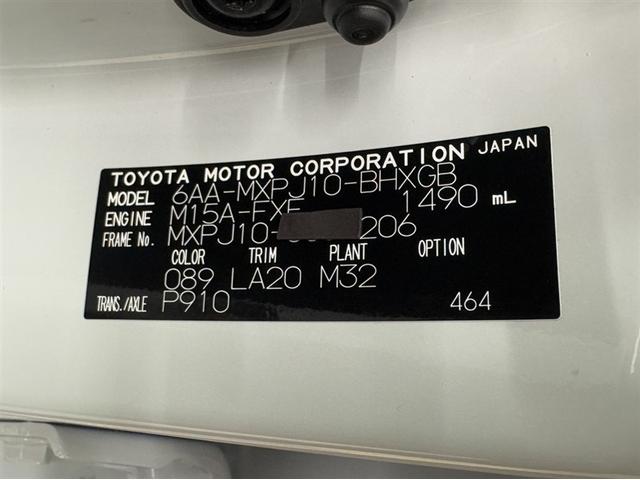 TOYOTA MOTOR CORPORATION JAPAN
MODEL 6AA-MXPJ10-BHXGB
ENGINE M15A-FXE 1490 mL
FRAME No. MXPJ10- 206
COLOR TRIM PLANT OPTION
089 LA20 M32
TRANS./AXLE P910 464